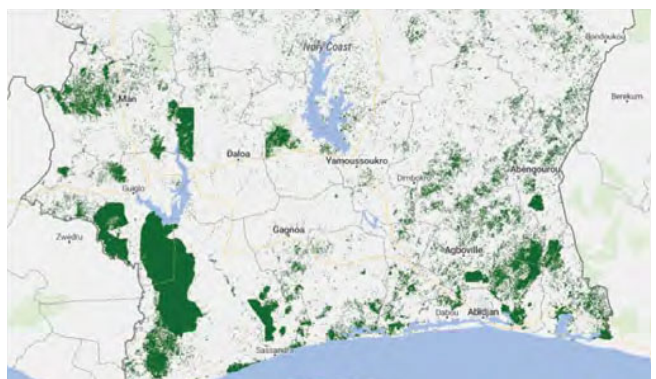 Ivory Coast
Bondoukou
Man
Berekum
Daloa
Yamoussoukro
Dimbokro
Abengourou
Guiglo
Zwedru
Gagnoa
Agboville
Dabou
Abidjan
Sassandra